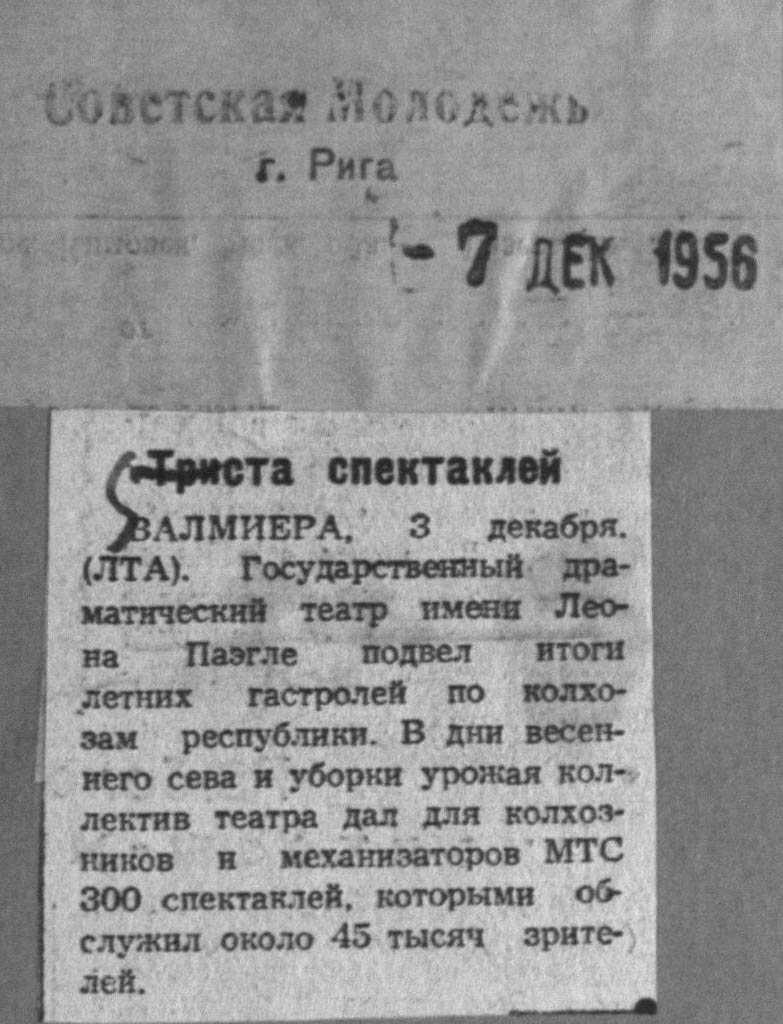 Советская Молодежь
г. Рига
- 7 ДЕК 1956
Триста спектаклей
ВАЛМИЕРА, 3 декабря.
(ЛТА). Государственный дра-
матический театр имени Лео-
на Паэгле подвел итоги
летних гастролей по колхо-
зам республики. В дни весен-
него сева и уборки урожая кол-
лектив театра дал для колхоз-
ников и механизаторов МТС
300 спектаклей, которыми об-
служил около 45 тысяч зрите-
лей.